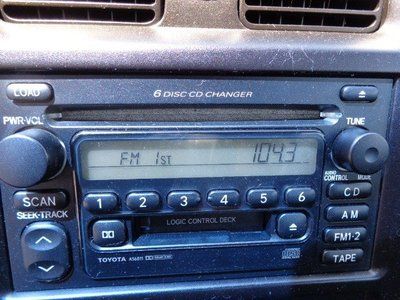 LOAD
6 DISC CD CHANGER
PWR-VOL
TUNE
FM 1ST 104.3
AUDIO CONTROL
MODE
SCAN
SEEK•TRACK
1 2 3 4 5 6
CD
LOGIC CONTROL DECK
AM
FM1•2
TAPE
TOYOTA A56811